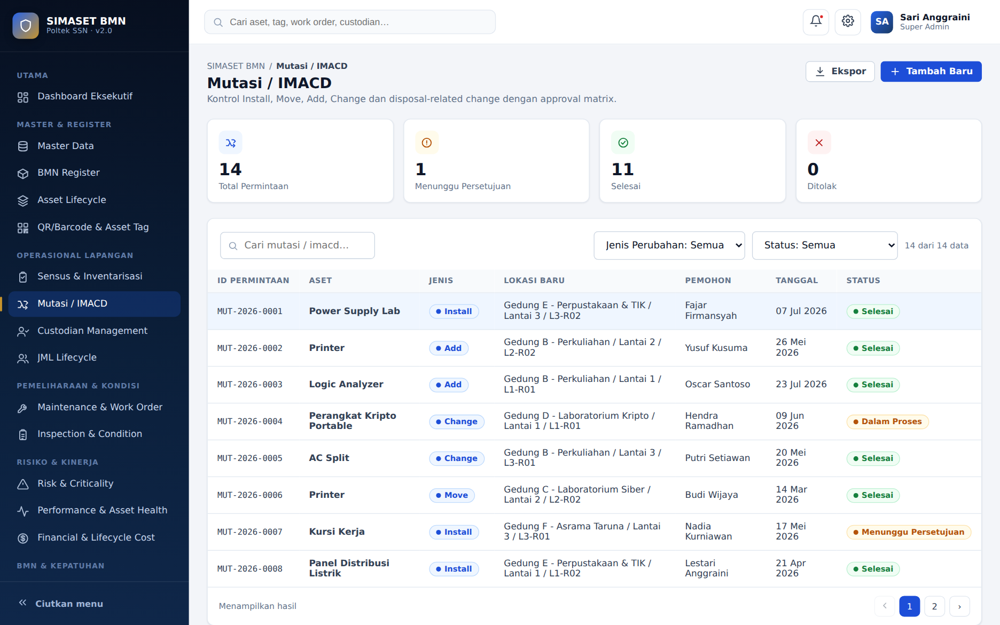 SIMASET BMN
Poltek SSN · v2.0
UTAMA
Dashboard Eksekutif
MASTER & REGISTER
Master Data
BMN Register
Asset Lifecycle
QR/Barcode & Asset Tag
OPERASIONAL LAPANGAN
Sensus & Inventarisasi
Mutasi / IMACD
Custodian Management
JML Lifecycle
PEMELIHARAAN & KONDISI
Maintenance & Work Order
Inspection & Condition
RISIKO & KINERJA
Risk & Criticality
Performance & Asset Health
Financial & Lifecycle Cost
BMN & KEPATUHAN
Ciutkan menu
Cari aset, tag, work order, custodian...
SA
Sari Anggraini
Super Admin
SIMASET BMN / Mutasi / IMACD
Mutasi / IMACD
Kontrol Install, Move, Add, Change dan disposal-related change dengan approval matrix.
Ekspor
Tambah Baru
14
Total Permintaan
1
Menunggu Persetujuan
11
Selesai
0
Ditolak
Cari mutasi / imacd...
Jenis Perubahan: Semua
Status: Semua
14 dari 14 data
ID PERMINTAAN ASET JENIS LOKASI BARU PEMOHON TANGGAL STATUS
MUT-2026-0001 Power Supply Lab Install Gedung E - Perpustakaan & TIK / Fajar 07 Jul 2026 Selesai
Lantai 3 / L3-R02 Firmansyah
MUT-2026-0002 Printer Add Gedung B - Perkuliahan / Lantai 2 / Yusuf Kusuma 26 Mei Selesai
L2-R02 2026
MUT-2026-0003 Logic Analyzer Add Gedung B - Perkuliahan / Lantai 1 / Oscar Santoso 23 Jul 2026 Selesai
L1-R01
MUT-2026-0004 Perangkat Kripto Change Gedung D - Laboratorium Kripto / Hendra 09 Jun Dalam Proses
Portable Lantai 1 / L1-R01 Ramadhan 2026
MUT-2026-0005 AC Split Change Gedung B - Perkuliahan / Lantai 3 / Putri Setiawan 20 Mei Selesai
L3-R01 2026
MUT-2026-0006 Printer Move Gedung C - Laboratorium Siber / Budi Wijaya 14 Mar Selesai
Lantai 2 / L2-R02 2026
MUT-2026-0007 Kursi Kerja Install Gedung F - Asrama Taruna / Lantai Nadia 17 Mei Menunggu Persetujuan
3 / L3-R01 Kurniawan 2026
MUT-2026-0008 Panel Distribusi Install Gedung E - Perpustakaan & TIK / Lestari 21 Apr Selesai
Listrik Lantai 1 / L1-R02 Anggraini 2026
Menampilkan hasil
‹ 1 2 ›